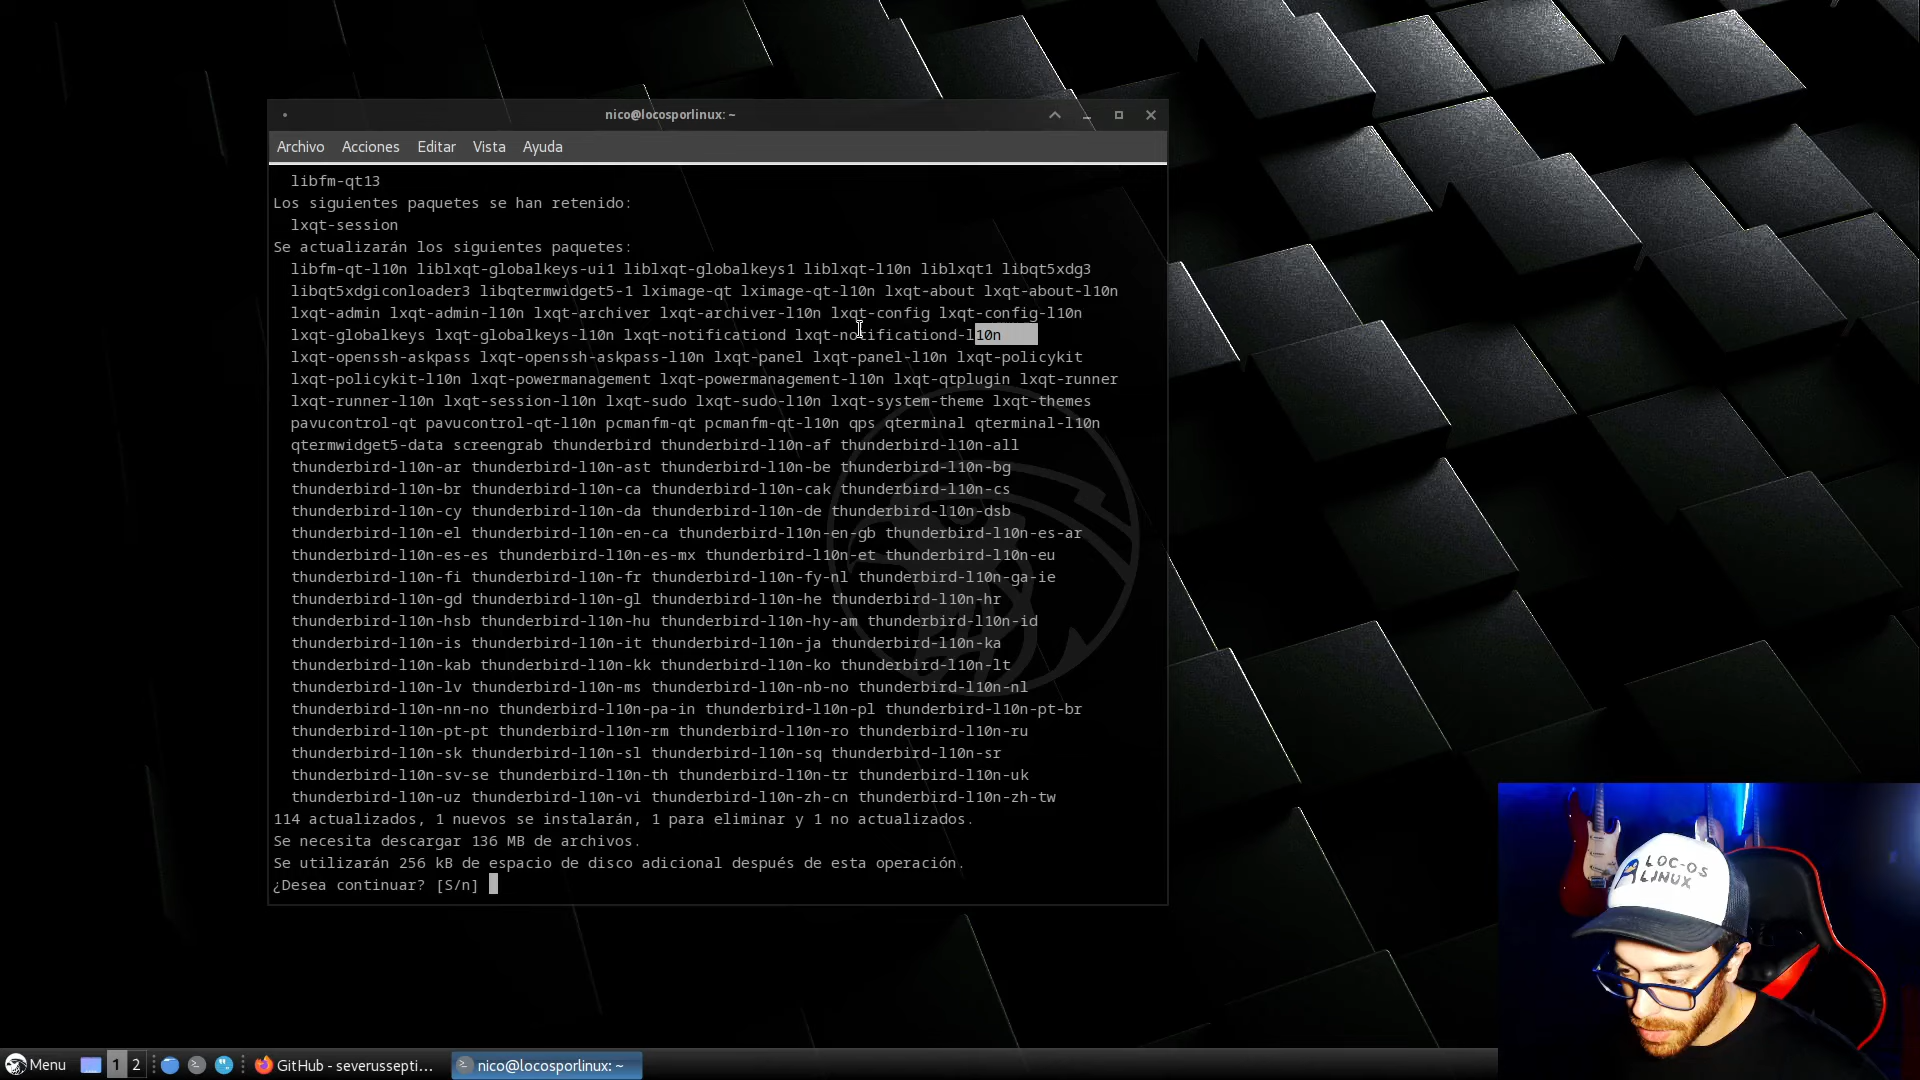 nico@locosporlinux: ~
Archivo Acciones Editar Vista Ayuda
libfm-qt13
Los siguientes paquetes se han retenido:
lxqt-session
Se actualizarán los siguientes paquetes:
libfm-qt-l10n liblxqt-globalkeys-ui1 liblxqt-globalkeys1 liblxqt-l10n liblxqt1 libqt5xdg3
libqt5xdgiconloader3 libqtermwidget5-1 lximage-qt lximage-qt-l10n lxqt-about lxqt-about-l10n
lxqt-admin lxqt-admin-l10n lxqt-archiver lxqt-archiver-l10n lxqt-config lxqt-config-l10n
lxqt-globalkeys lxqt-globalkeys-l10n lxqt-notificationd lxqt-notificationd-l10n
lxqt-openssh-askpass lxqt-openssh-askpass-l10n lxqt-panel lxqt-panel-l10n lxqt-policykit
lxqt-policykit-l10n lxqt-powermanagement lxqt-powermanagement-l10n lxqt-qtplugin lxqt-runner
lxqt-runner-l10n lxqt-session-l10n lxqt-sudo lxqt-sudo-l10n lxqt-system-theme lxqt-themes
pavucontrol-qt pavucontrol-qt-l10n pcmanfm-qt pcmanfm-qt-l10n qps qterminal qterminal-l10n
qtermwidget5-data screengrab thunderbird thunderbird-l10n-af thunderbird-l10n-all
thunderbird-l10n-ar thunderbird-l10n-ast thunderbird-l10n-be thunderbird-l10n-bg
thunderbird-l10n-br thunderbird-l10n-ca thunderbird-l10n-cak thunderbird-l10n-cs
thunderbird-l10n-cy thunderbird-l10n-da thunderbird-l10n-de thunderbird-l10n-dsb
thunderbird-l10n-el thunderbird-l10n-en-ca thunderbird-l10n-en-gb thunderbird-l10n-es-ar
thunderbird-l10n-es-es thunderbird-l10n-es-mx thunderbird-l10n-et thunderbird-l10n-eu
thunderbird-l10n-fi thunderbird-l10n-fr thunderbird-l10n-fy-nl thunderbird-l10n-ga-ie
thunderbird-l10n-gd thunderbird-l10n-gl thunderbird-l10n-he thunderbird-l10n-hr
thunderbird-l10n-hsb thunderbird-l10n-hu thunderbird-l10n-hy-am thunderbird-l10n-id
thunderbird-l10n-is thunderbird-l10n-it thunderbird-l10n-ja thunderbird-l10n-ka
thunderbird-l10n-kab thunderbird-l10n-kk thunderbird-l10n-ko thunderbird-l10n-lt
thunderbird-l10n-lv thunderbird-l10n-ms thunderbird-l10n-nb-no thunderbird-l10n-nl
thunderbird-l10n-nn-no thunderbird-l10n-pa-in thunderbird-l10n-pl thunderbird-l10n-pt-br
thunderbird-l10n-pt-pt thunderbird-l10n-rm thunderbird-l10n-ro thunderbird-l10n-ru
thunderbird-l10n-sk thunderbird-l10n-sl thunderbird-l10n-sq thunderbird-l10n-sr
thunderbird-l10n-sv-se thunderbird-l10n-th thunderbird-l10n-tr thunderbird-l10n-uk
thunderbird-l10n-uz thunderbird-l10n-vi thunderbird-l10n-zh-cn thunderbird-l10n-zh-tw
114 actualizados, 1 nuevos se instalarán, 1 para eliminar y 1 no actualizados.
Se necesita descargar 136 MB de archivos.
Se utilizarán 256 kB de espacio de disco adicional después de esta operación.
¿Desea continuar? [S/n]
LOC-OS
LINUX
Menu 1 2 GitHub - severussepti... nico@locosporlinux: ~